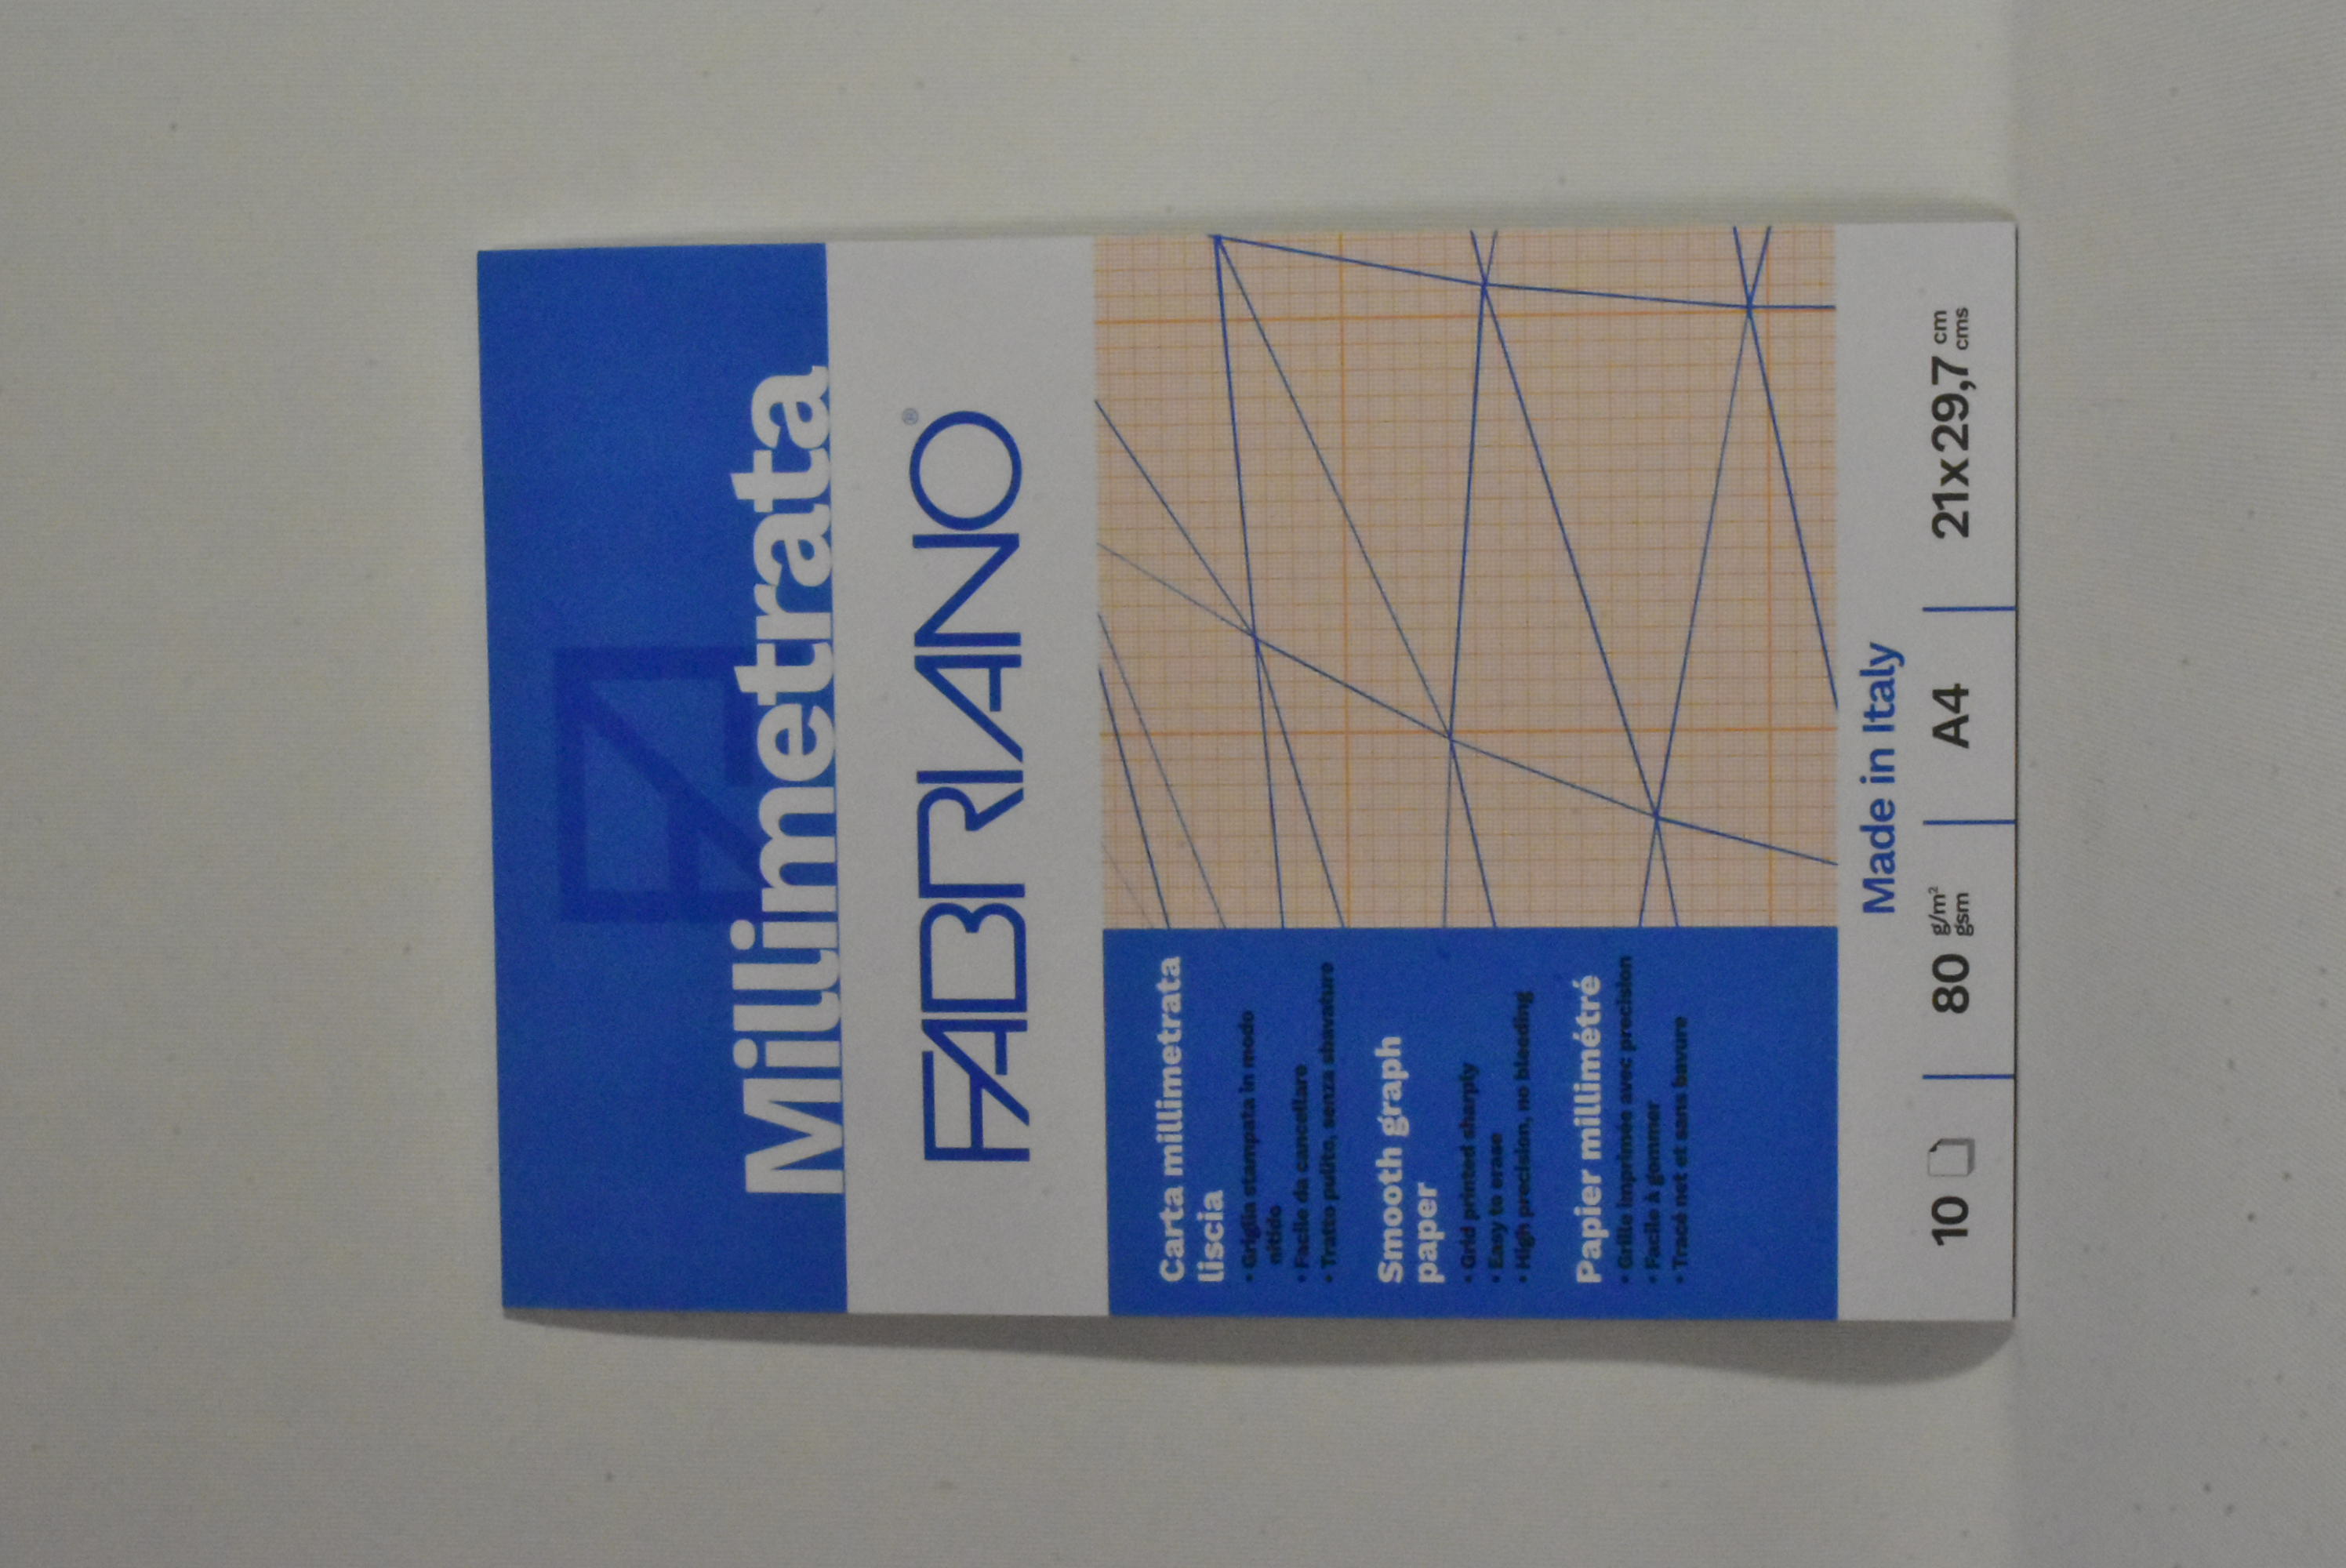 Millimetrata
FABRIANO®
Carta millimetrata
liscia
• Griglia stampata in modo
nitido
• Facile da cancellare
• Tratto pulito, senza sbavature
Smooth graph
paper
• Grid printed sharply
• Easy to erase
• High precision, no bleeding
Papier millimétré
• Grille imprimée avec precision
• Facile à gommer
• Tracé net et sans bavure
Made in Italy
10
80 g/m² gsm
A4
21x29,7 cm cms